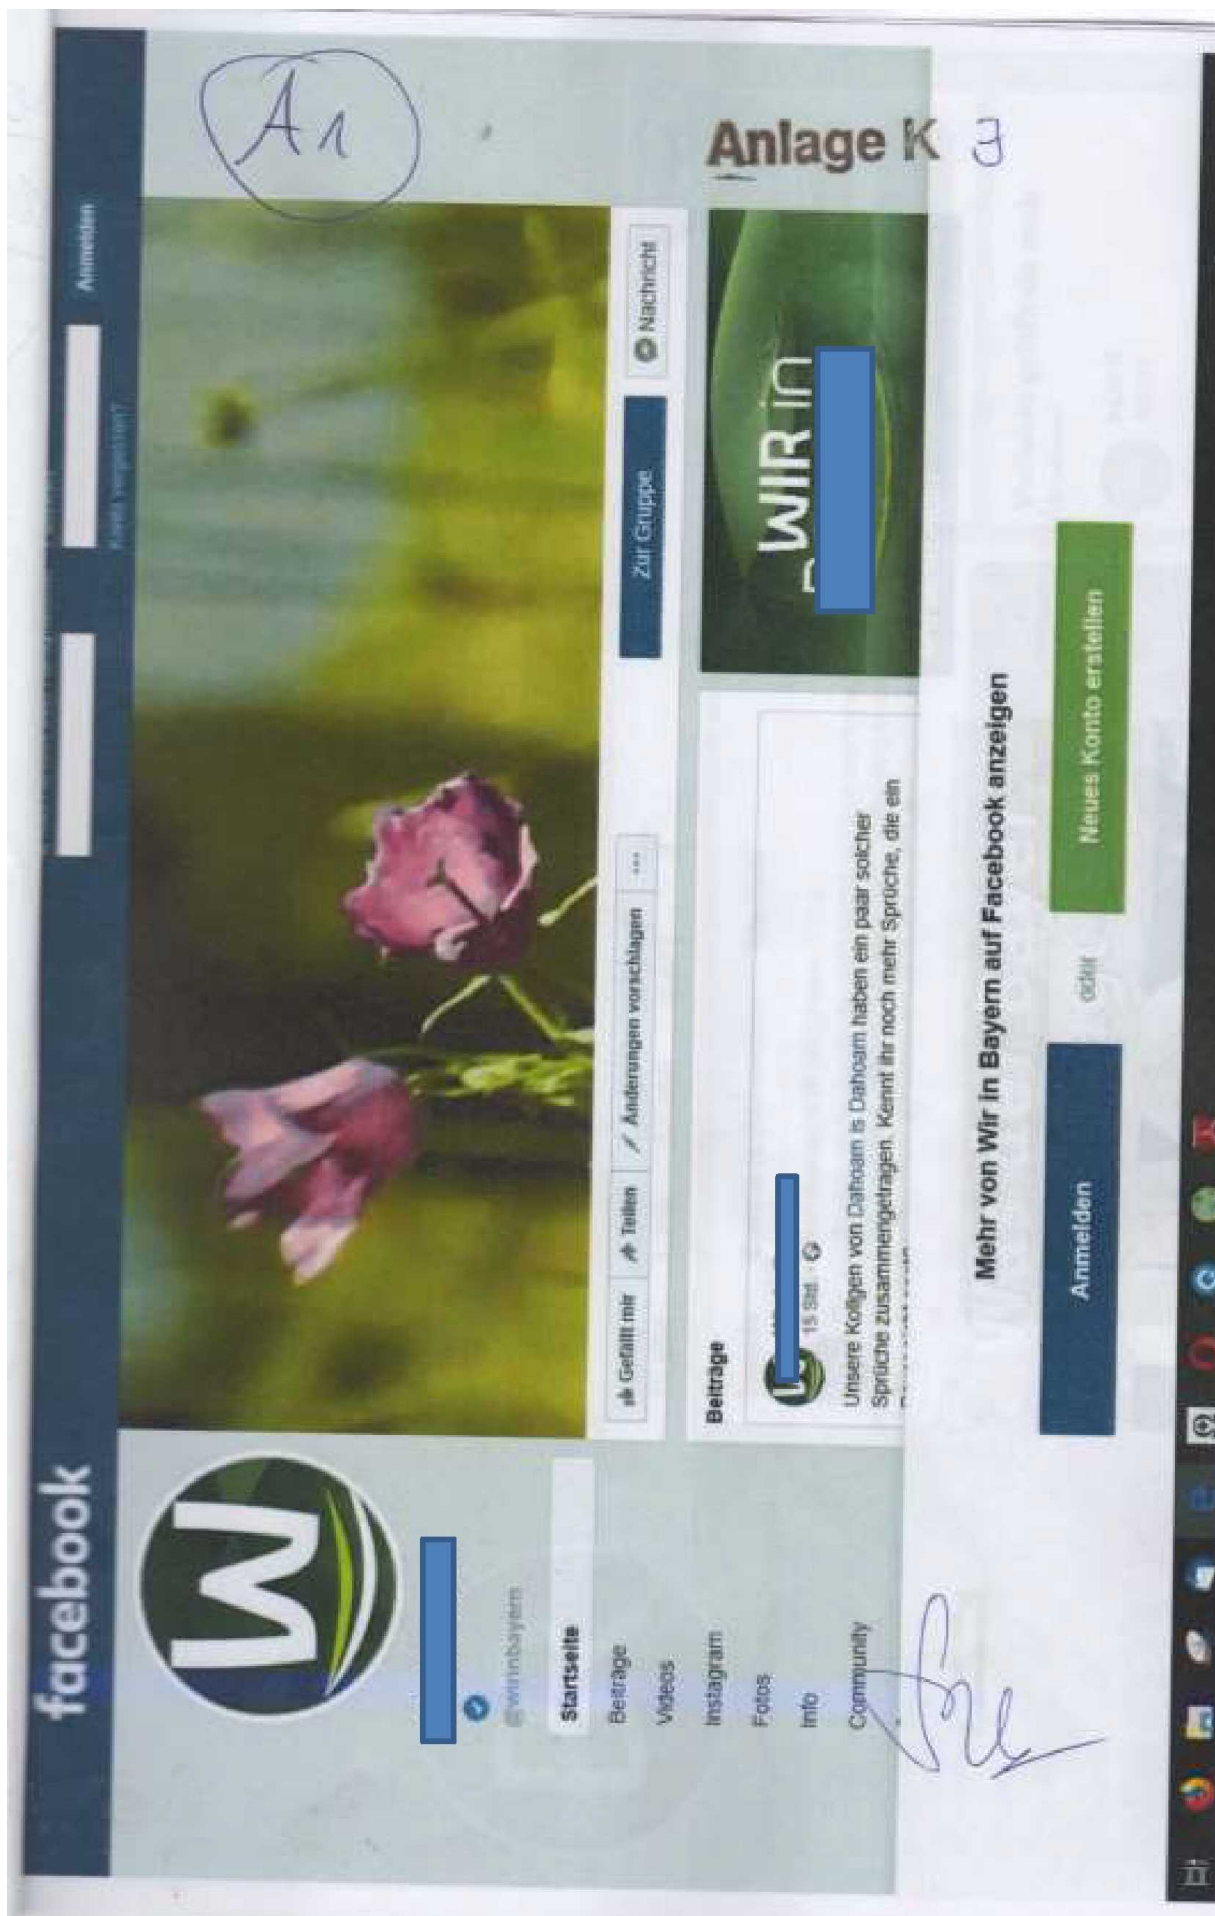 facebook
Anmelden
Konto vergessen?
A1
@wirinbayern
Startseite
Beiträge
Videos
Instagram
Fotos
Info
Community
Gefällt mir
Teilen
Änderungen vorschlagen
...
Zur Gruppe
Nachricht
Beiträge
15 Std.
Unsere Kollgen von Dahoam is Dahoam haben ein paar solcher
Sprüche zusammengetragen. Kennt ihr noch mehr Sprüche, die ein
WIR in
Anlage K 3
Mehr von Wir in Bayern auf Facebook anzeigen
Anmelden
oder
Neues Konto erstellen